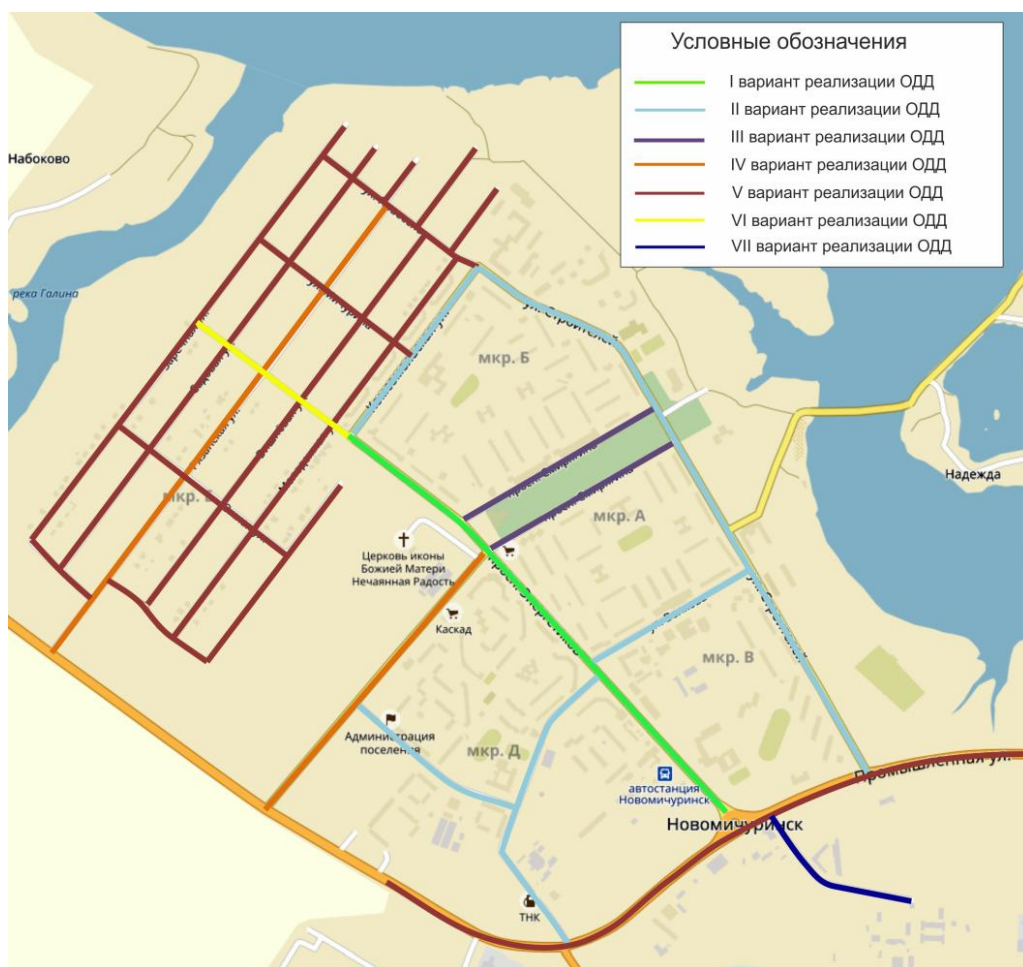 Условные обозначения
I вариант реализации ОДД
II вариант реализации ОДД
III вариант реализации ОДД
IV вариант реализации ОДД
V вариант реализации ОДД
VI вариант реализации ОДД
VII вариант реализации ОДД
Набоково
река Галина
мкр. Б
мкр. А
Надежда
Церковь иконы
Божией Матери
Нечаянная Радость
Каскад
мкр. В
Администрация
поселения
мкр. Д
автостанция
Новомичуринск
Промышленная ул.
Новомичуринск
ТНК